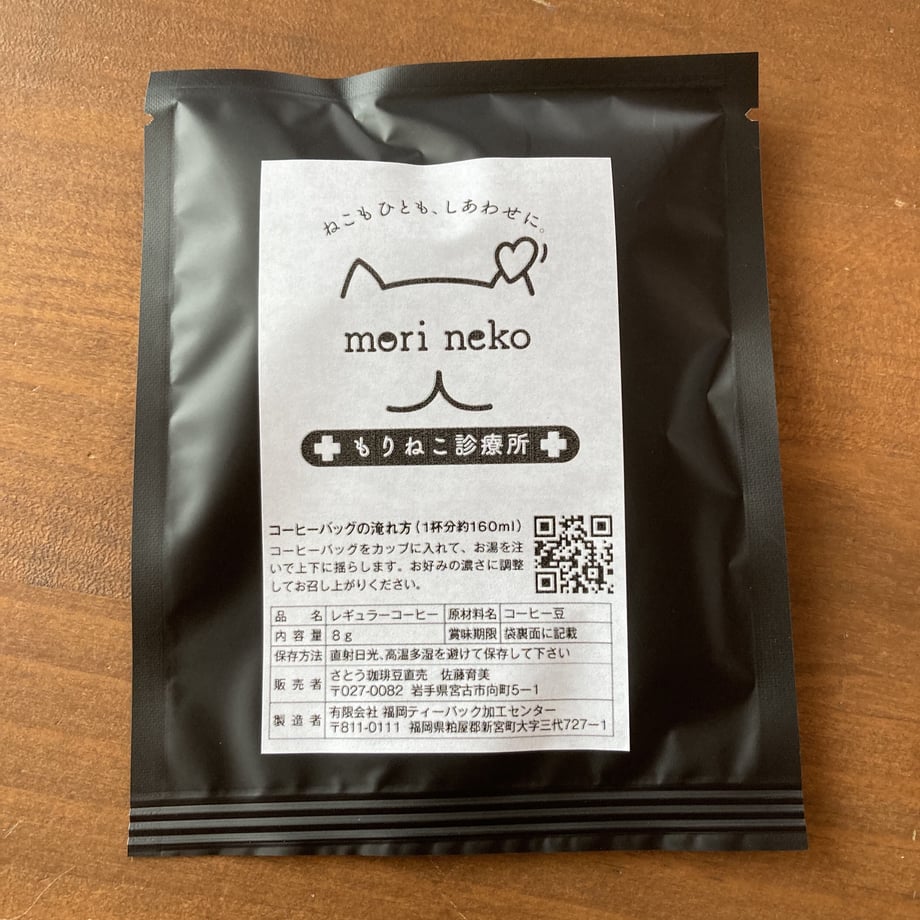 ねこもひとも、しあわせに。
mori neko
もりねこ診療所
コーヒーバッグの淹れ方（1杯分約160ml）
コーヒーバッグをカップに入れて、お湯を注
いで上下に揺らします。お好みの濃さに調整
してお召し上がりください。
品名 レギュラーコーヒー 原材料名 コーヒー豆
内容量 8g 賞味期限 袋裏面に記載
保存方法 直射日光、高温多湿を避けて保存して下さい
販売者 さとう珈琲豆直売 佐藤育美
〒027-0082 岩手県宮古市向町5-1
製造者 有限会社 福岡ティーバック加工センター
〒811-0111 福岡県粕屋郡新宮町大字三代727-1